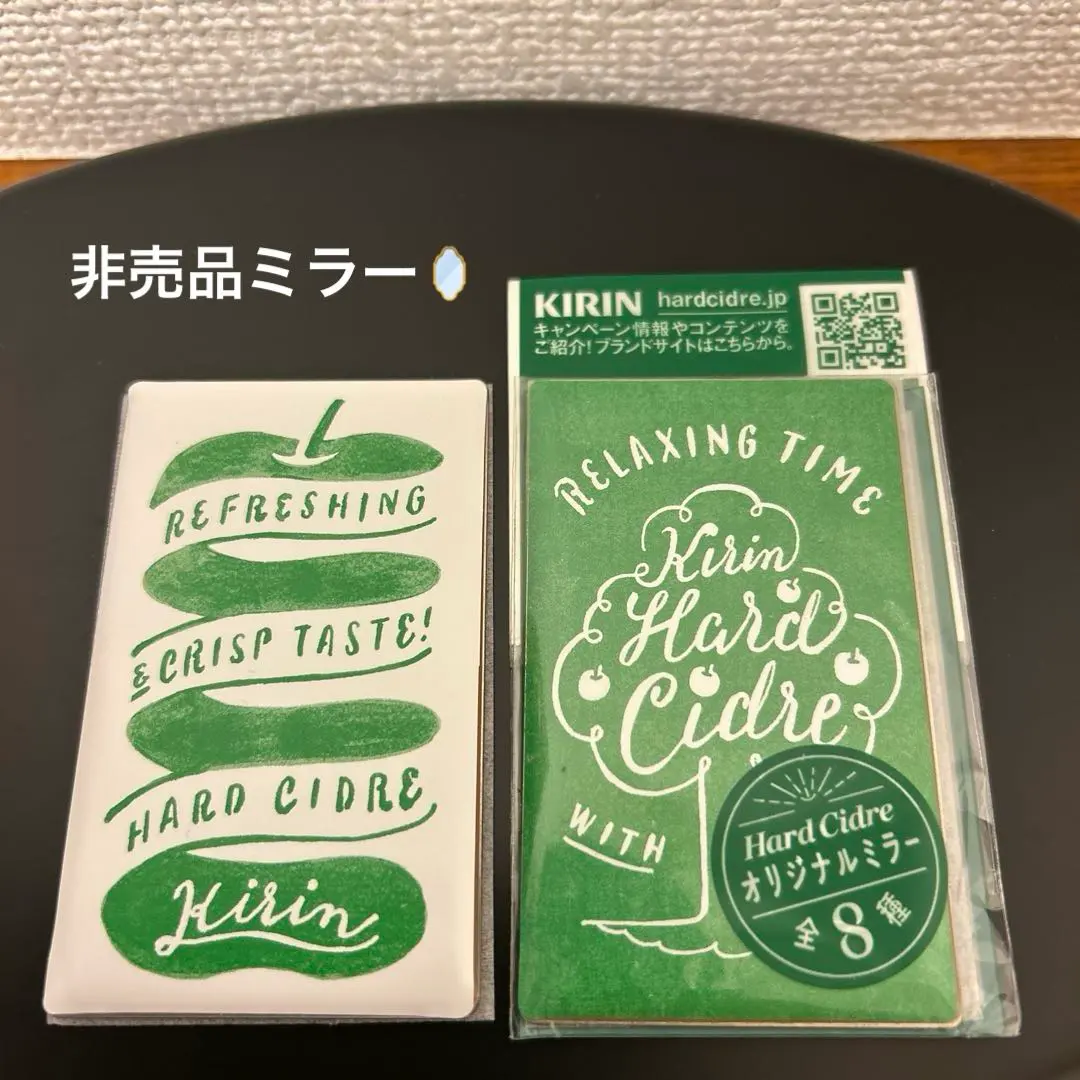 非売品ミラー🪞
REFRESHING
& CRISP TASTE!
HARD CIDRE
Kirin
KIRIN hardcidre.jp
キャンペーン情報やコンテンツを
ご紹介!ブランドサイトはこちらから。
RELAXING TIME
Kirin
Hard
Cidre
WITH
Hard Cidre
オリジナルミラー
全8種